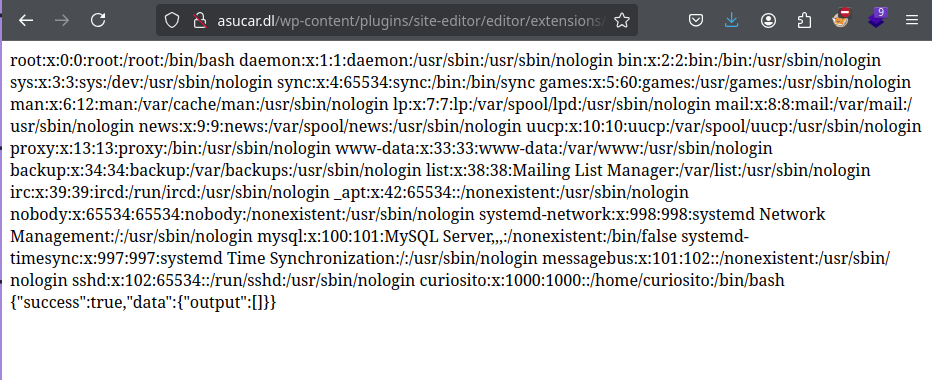 asucar.dl/wp-content/plugins/site-editor/editor/extensions/
9
root:x:0:0:root:/root:/bin/bash daemon:x:1:1:daemon:/usr/sbin:/usr/sbin/nologin bin:x:2:2:bin:/bin:/usr/sbin/nologin
sys:x:3:3:sys:/dev:/usr/sbin/nologin sync:x:4:65534:sync:/bin:/bin/sync games:x:5:60:games:/usr/games:/usr/sbin/nologin
man:x:6:12:man:/var/cache/man:/usr/sbin/nologin lp:x:7:7:lp:/var/spool/lpd:/usr/sbin/nologin mail:x:8:8:mail:/var/mail:/
usr/sbin/nologin news:x:9:9:news:/var/spool/news:/usr/sbin/nologin uucp:x:10:10:uucp:/var/spool/uucp:/usr/sbin/nologin
proxy:x:13:13:proxy:/bin:/usr/sbin/nologin www-data:x:33:33:www-data:/var/www:/usr/sbin/nologin
backup:x:34:34:backup:/var/backups:/usr/sbin/nologin list:x:38:38:Mailing List Manager:/var/list:/usr/sbin/nologin
irc:x:39:39:ircd:/run/ircd:/usr/sbin/nologin _apt:x:42:65534::/nonexistent:/usr/sbin/nologin
nobody:x:65534:65534:nobody:/nonexistent:/usr/sbin/nologin systemd-network:x:998:998:systemd Network
Management:/:/usr/sbin/nologin mysql:x:100:101:MySQL Server,,,:/nonexistent:/bin/false systemd-
timesync:x:997:997:systemd Time Synchronization:/:/usr/sbin/nologin messagebus:x:101:102::/nonexistent:/usr/sbin/
nologin sshd:x:102:65534::/run/sshd:/usr/sbin/nologin curiosito:x:1000:1000::/home/curiosito:/bin/bash
{"success":true,"data":{"output":[]}}